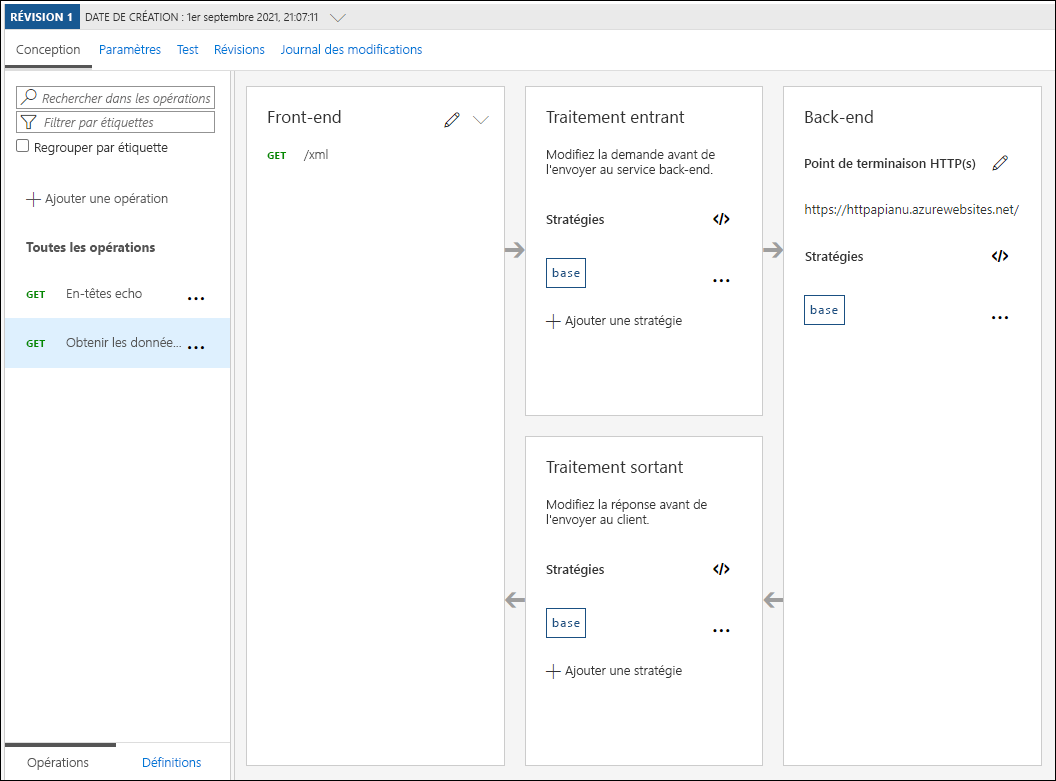 RÉVISION 1 DATE DE CRÉATION : 1er septembre 2021, 21:07:11
Conception Paramètres Test Révisions Journal des modifications
Rechercher dans les opérations
Filtrer par étiquettes
Regrouper par étiquette
Ajouter une opération
Toutes les opérations
GET En-têtes echo ...
GET Obtenir les donnée... ...
Opérations Définitions
Front-end
GET /xml
Traitement entrant
Modifiez la demande avant de
l'envoyer au service back-end.
Stratégies </>
base ...
Ajouter une stratégie
Traitement sortant
Modifiez la réponse avant de
l'envoyer au client.
Stratégies </>
base ...
Ajouter une stratégie
Back-end
Point de terminaison HTTP(s)
https://httpapianu.azurewebsites.net/
Stratégies </>
base ...